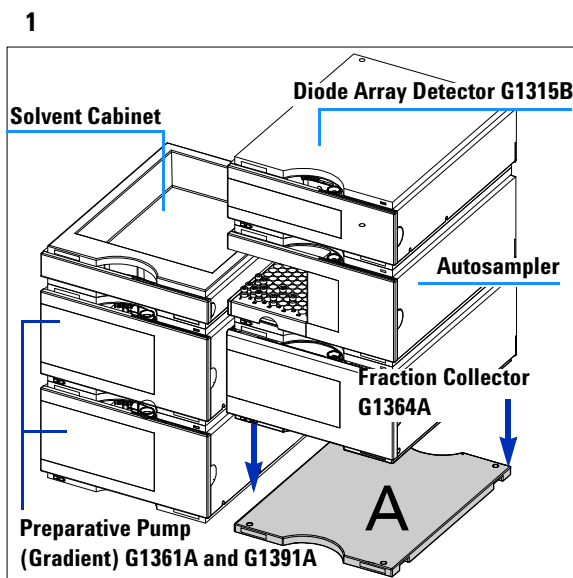 1
Diode Array Detector G1315B
Solvent Cabinet
Autosampler
Fraction Collector
G1364A
A
Preparative Pump
(Gradient) G1361A and G1391A